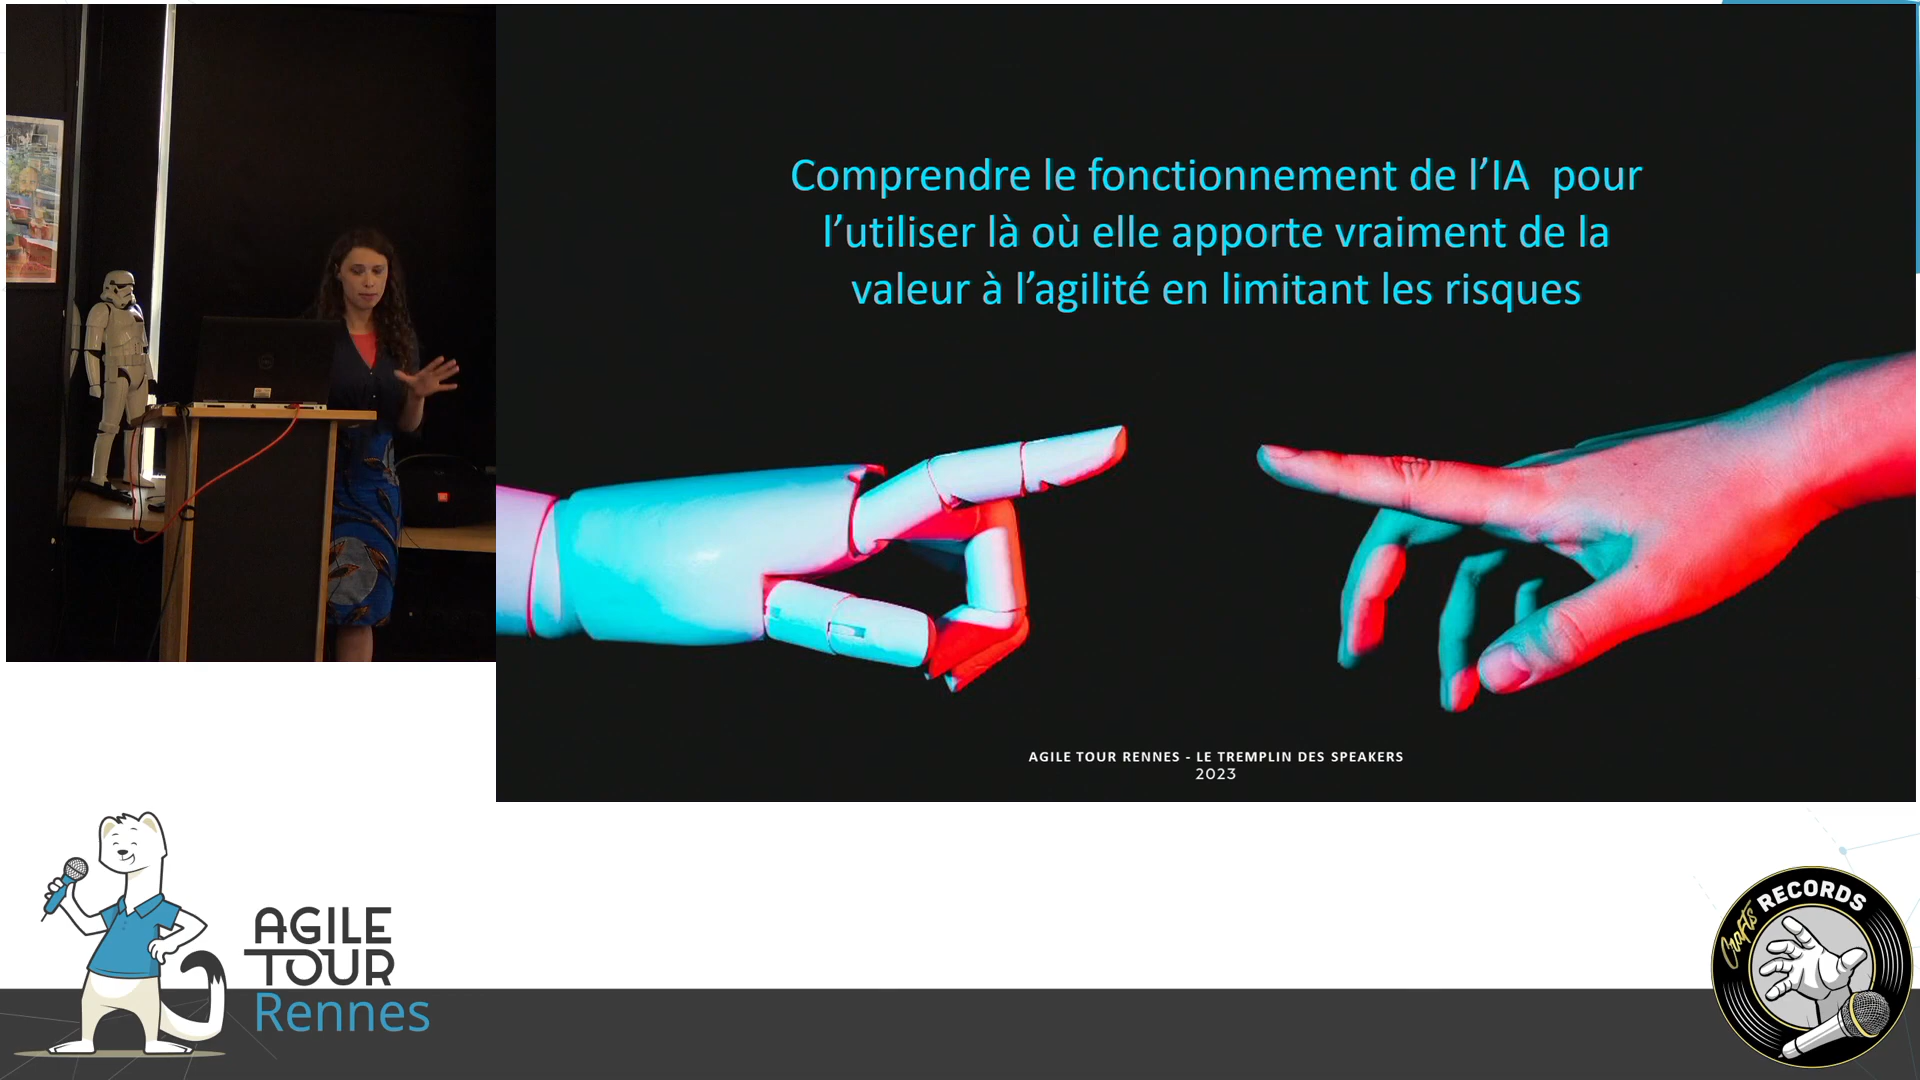 Comprendre le fonctionnement de l’IA  pour
l’utiliser là où elle apporte vraiment de la
valeur à l’agilité en limitant les risques
AGILE TOUR RENNES - LE TREMPLIN DES SPEAKERS
2023
AGILE
TOUR
Rennes
Crafts RECORDS